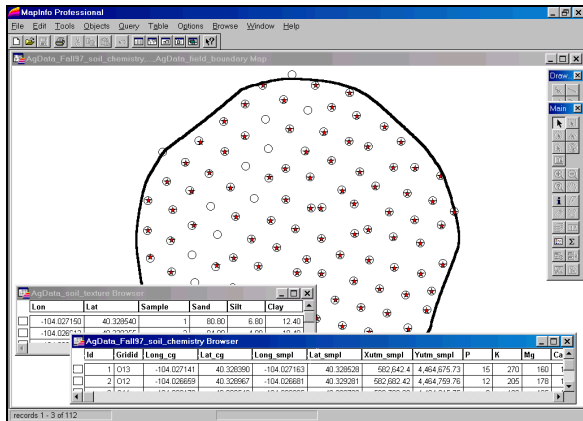 MapInfo Professional
File Edit Tools Objects Query Table Options Browse Window Help
AgData_Fall97_soil_chemistry,...,AgData_field_boundary Map
Draw
Main
AgData_soil_texture Browser
Lon Lat Sample Sand Silt Clay
-104.027150 40.328540 1 80.80 6.80 12.40
AgData_Fall97_soil_chemistry Browser
Id GridId Long_cg Lat_cg Long_smpl Lat_smpl Xutm_smpl Yutm_smpl P K Mg Ca
1 O13 -104.027141 40.328390 -104.027163 40.328528 582,642.4 4,464,675.73 15 270 160
2 O12 -104.026659 40.328967 -104.026681 40.329281 582,682.42 4,464,759.76 12 205 178
records 1 - 3 of 112